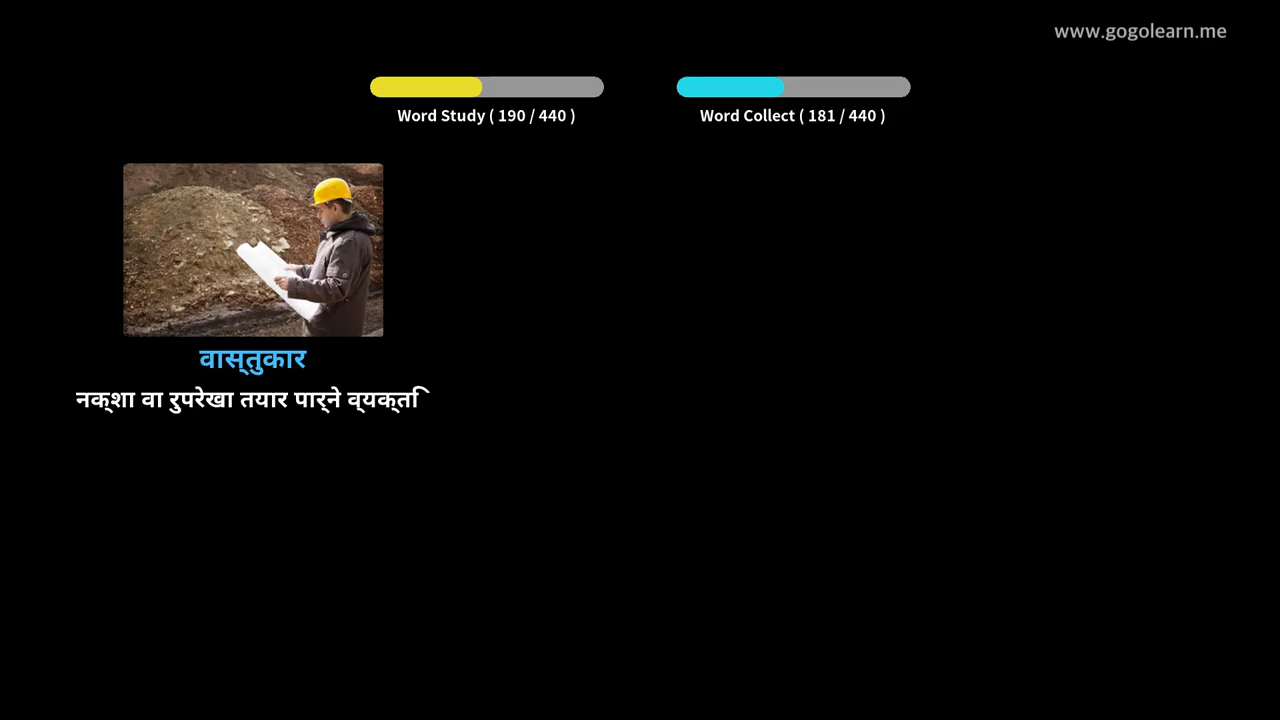 www.gogolearn.me
Word Study ( 190 / 440 )
Word Collect ( 181 / 440 )
वास्तुकार
नक्शा वा रुपरेखा तयार पार्ने व्यक्ति